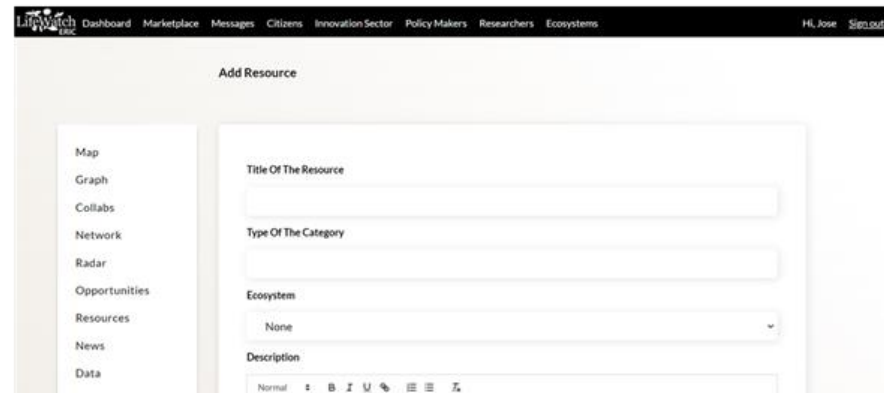 LifeWatch ERIC Dashboard Marketplace Messages Citizens Innovation Sector Policy Makers Researchers Ecosystems Hi, Jose Sign out
Add Resource
Map
Graph
Collabs
Network
Radar
Opportunities
Resources
News
Data
Title Of The Resource
Type Of The Category
Ecosystem
None
Description
Normal B I U